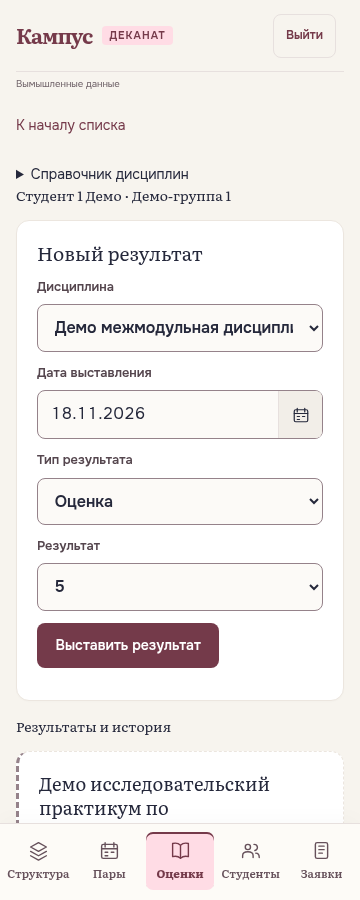 Кампус ДЕКАНАТ Выйти
Вымышленные данные
К началу списка
Справочник дисциплин
Студент 1 Демо · Демо-группа 1
Новый результат
Дисциплина
Демо межмодульная дисципли
Дата выставления
18.11.2026
Тип результата
Оценка
Результат
5
Выставить результат
Результаты и история
Демо исследовательский
практикум по
Структура Пары Оценки Студенты Заявки